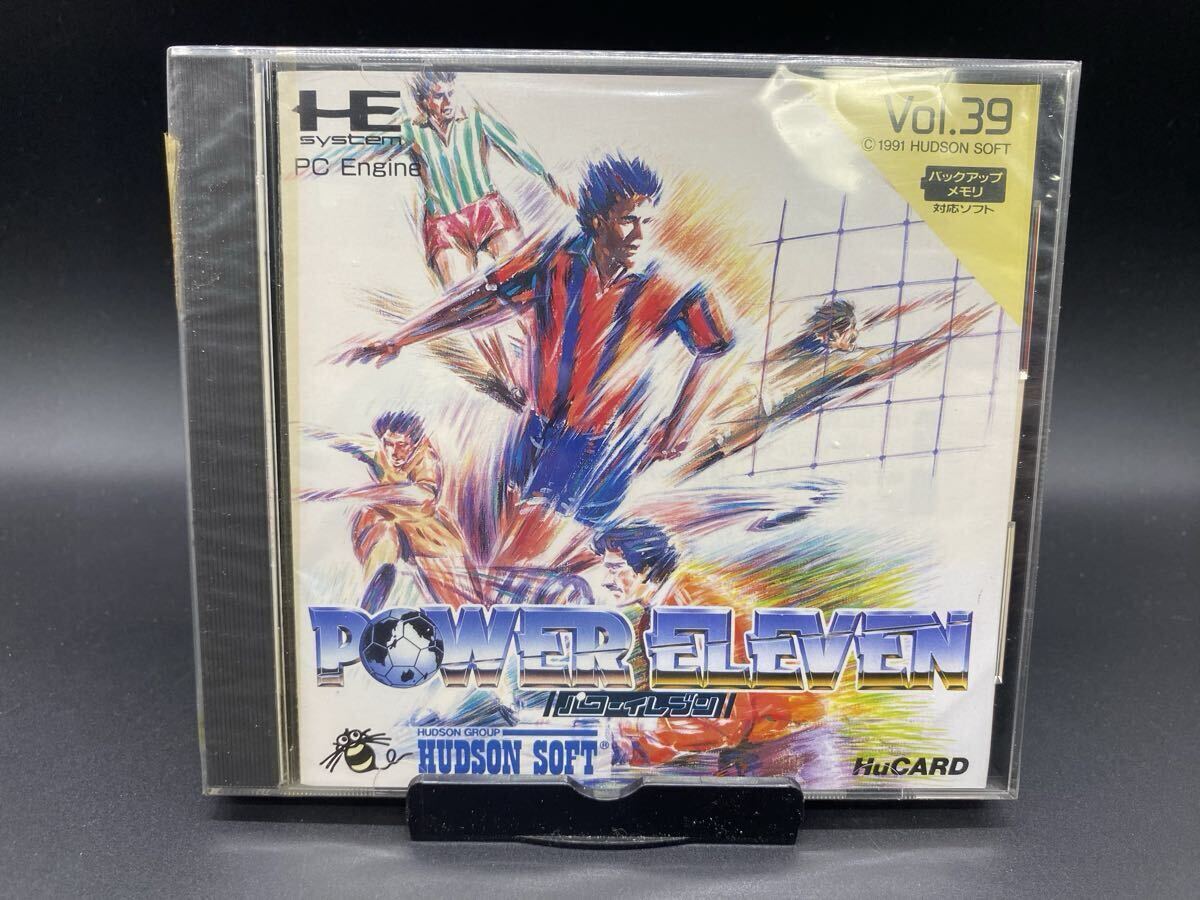 HE
system
PC Engine
Vol.39
© 1991 HUDSON SOFT
バックアップ
メモリ
対応ソフト
POWER ELEVEN
パワーイレブン
HUDSON GROUP
HUDSON SOFT®
HuCARD